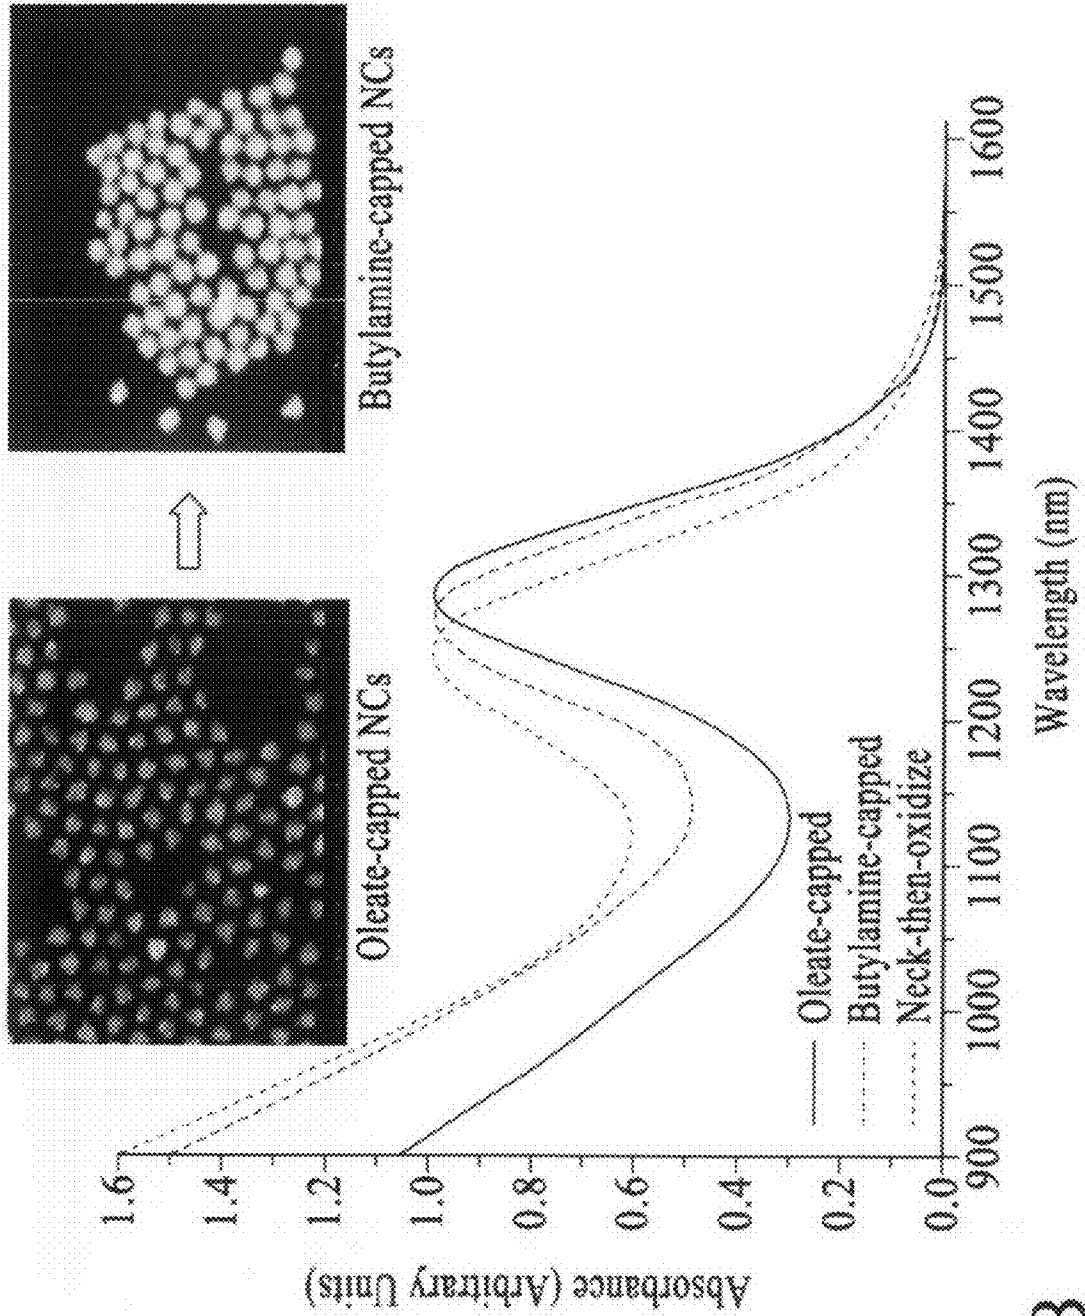 Oleate-capped NCs
Butylamine-capped NCs
Absorbance (Arbitrary Units)
1.6
1.4
1.2
1.0
0.8
0.6
0.4
0.2
0.0
Oleate-capped
Butylamine-capped
Neck-then-oxidize
900
1000
1100
1200
1300
1400
1500
1600
Wavelength (nm)
3